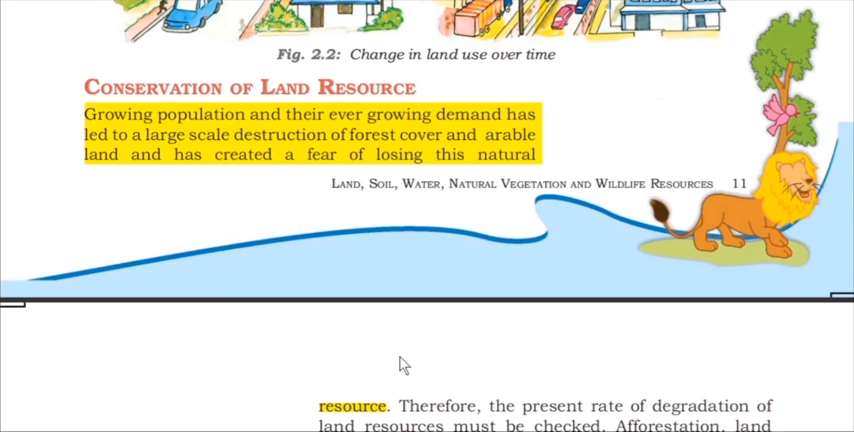 Fig. 2.2: Change in land use over time
CONSERVATION OF LAND RESOURCE
Growing population and their ever growing demand has
led to a large scale destruction of forest cover and arable
land and has created a fear of losing this natural
LAND, SOIL, WATER, NATURAL VEGETATION AND WILDLIFE RESOURCES 11
resource. Therefore, the present rate of degradation of
land resources must be checked. Afforestation, land